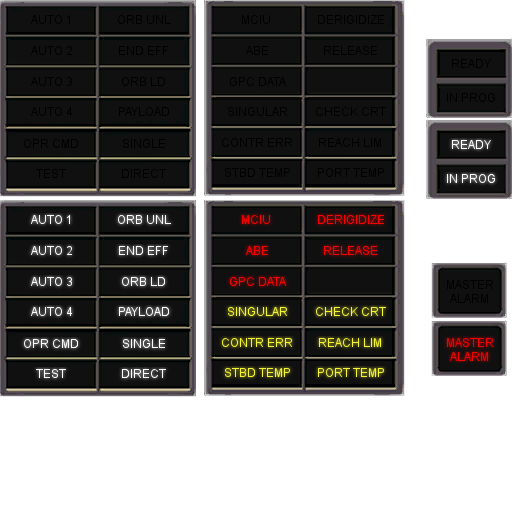 AUTO 1 ORB UNL
AUTO 2 END EFF
AUTO 3 ORB LD
AUTO 4 PAYLOAD
OPR CMD SINGLE
TEST DIRECT
MCIU DERIGIDIZE
ABE RELEASE
GPC DATA
SINGULAR CHECK CRT
CONTR ERR REACH LIM
STBD TEMP PORT TEMP
READY
IN PROG
READY
IN PROG
AUTO 1 ORB UNL
AUTO 2 END EFF
AUTO 3 ORB LD
AUTO 4 PAYLOAD
OPR CMD SINGLE
TEST DIRECT
MCIU DERIGIDIZE
ABE RELEASE
GPC DATA
SINGULAR CHECK CRT
CONTR ERR REACH LIM
STBD TEMP PORT TEMP
MASTER
ALARM
MASTER
ALARM